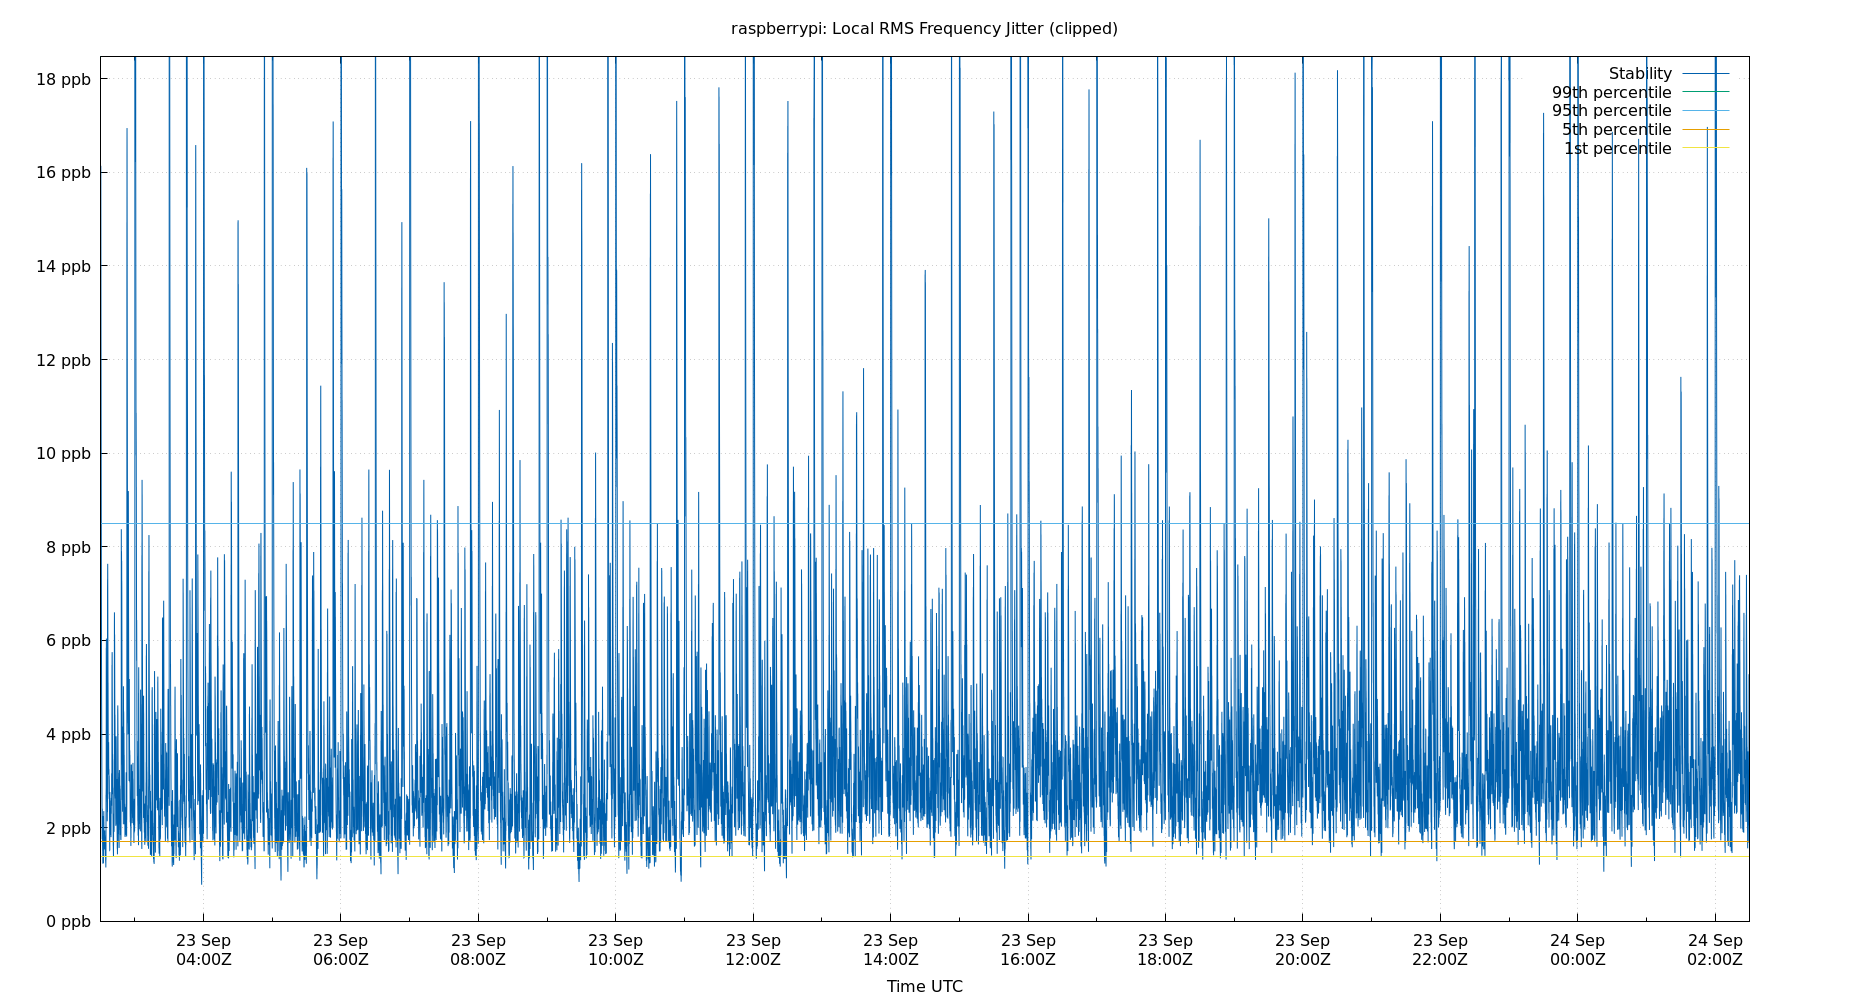 raspberrypi: Local RMS Frequency Jitter (clipped)
18 ppb
16 ppb
14 ppb
12 ppb
10 ppb
8 ppb
6 ppb
4 ppb
2 ppb
0 ppb
Stability
99th percentile
95th percentile
5th percentile
1st percentile
23 Sep 23 Sep 23 Sep 23 Sep 23 Sep 23 Sep 23 Sep 23 Sep 23 Sep 23 Sep 24 Sep 24 Sep
04:00Z 06:00Z 08:00Z 10:00Z 12:00Z 14:00Z 16:00Z 18:00Z 20:00Z 22:00Z 00:00Z 02:00Z
Time UTC